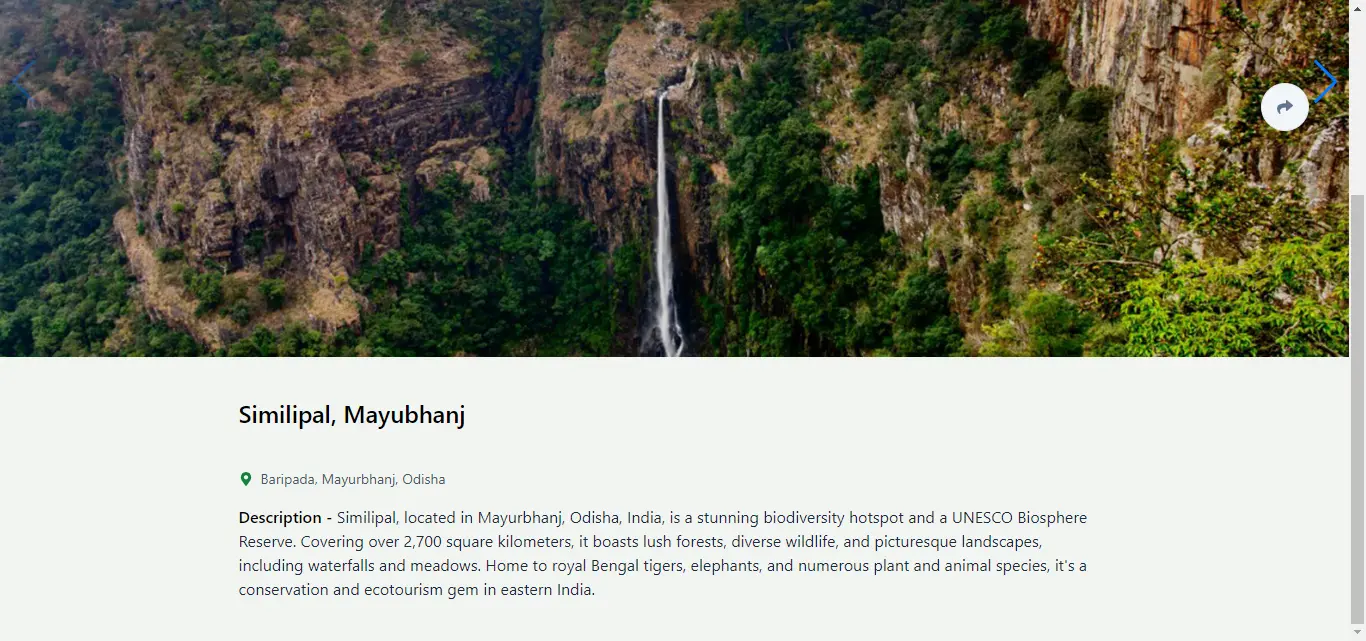 Similipal, Mayubhanj
Baripada, Mayurbhanj, Odisha
Description - Similipal, located in Mayurbhanj, Odisha, India, is a stunning biodiversity hotspot and a UNESCO Biosphere
Reserve. Covering over 2,700 square kilometers, it boasts lush forests, diverse wildlife, and picturesque landscapes,
including waterfalls and meadows. Home to royal Bengal tigers, elephants, and numerous plant and animal species, it's a
conservation and ecotourism gem in eastern India.